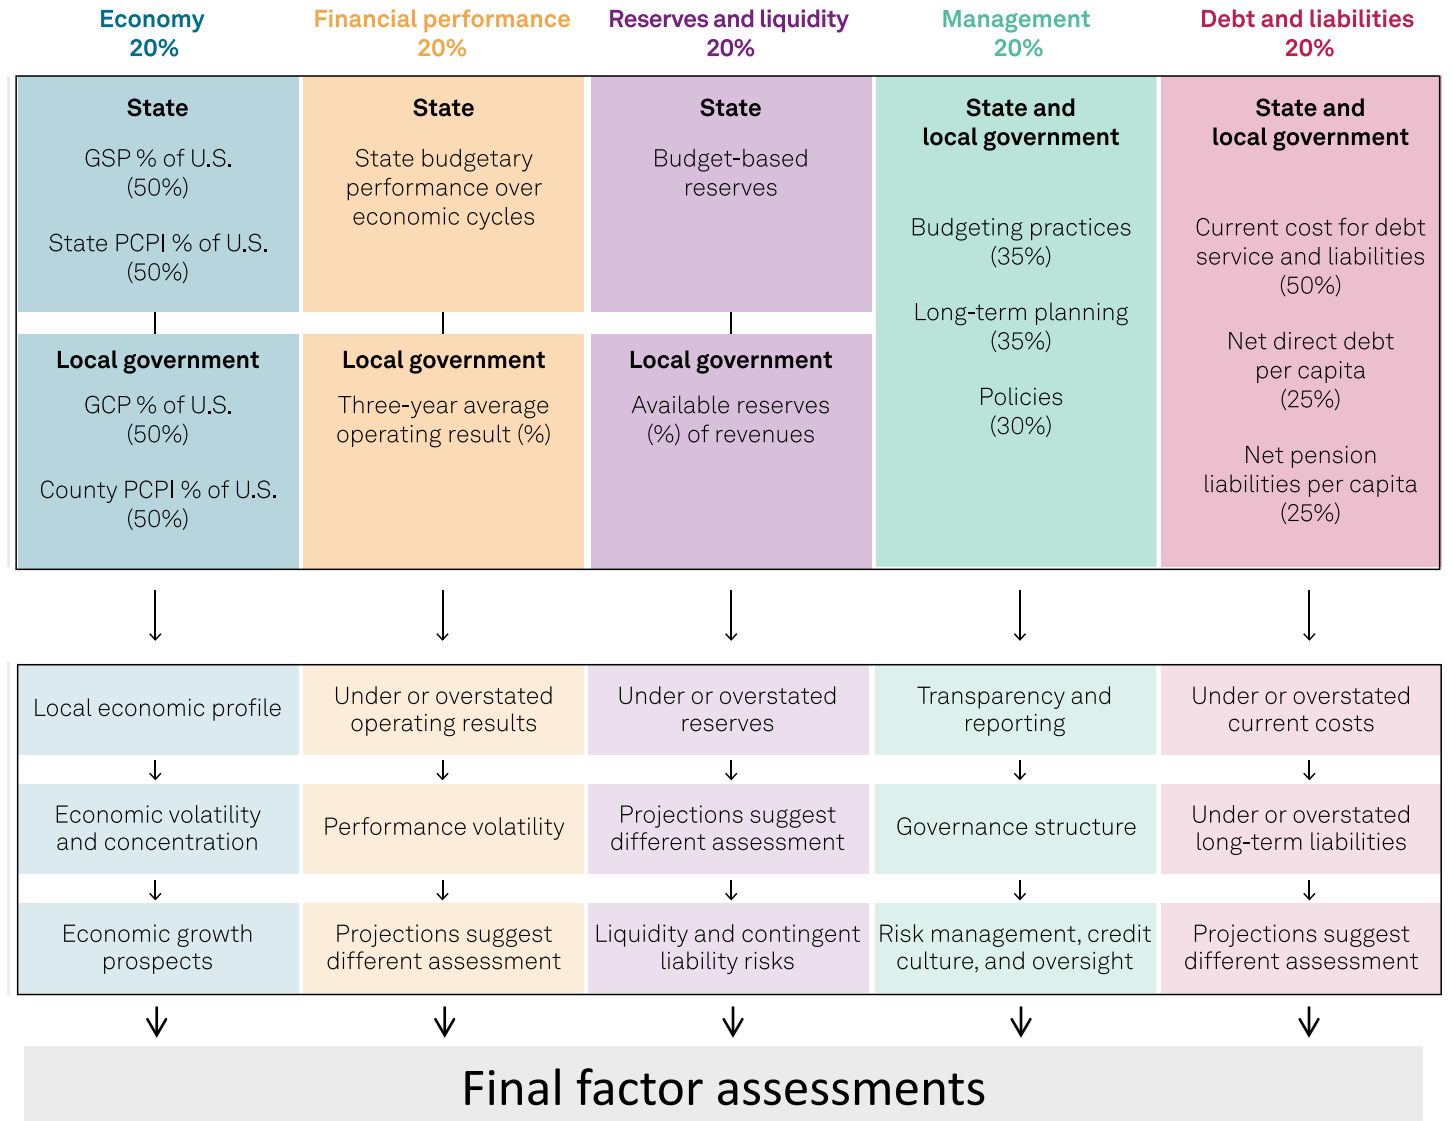 Economy
20%
Financial performance
20%
Reserves and liquidity
20%
Management
20%
Debt and liabilities
20%
State
GSP % of U.S.
(50%)
State PCPI % of U.S.
(50%)
Local government
GCP % of U.S.
(50%)
County PCPI % of U.S.
(50%)
State
State budgetary
performance over
economic cycles
Local government
Three-year average
operating result (%)
State
Budget-based
reserves
Local government
Available reserves
(%) of revenues
State and
local government
Budgeting practices
(35%)
Long-term planning
(35%)
Policies
(30%)
State and
local government
Current cost for debt
service and liabilities
(50%)
Net direct debt
per capita
(25%)
Net pension
liabilities per capita
(25%)
Local economic profile
Under or overstated
operating results
Under or overstated
reserves
Transparency and
reporting
Under or overstated
current costs
Economic volatility
and concentration
Performance volatility
Projections suggest
different assessment
Governance structure
Under or overstated
long-term liabilities
Economic growth
prospects
Projections suggest
different assessment
Liquidity and contingent
liability risks
Risk management, credit
culture, and oversight
Projections suggest
different assessment
Final factor assessments